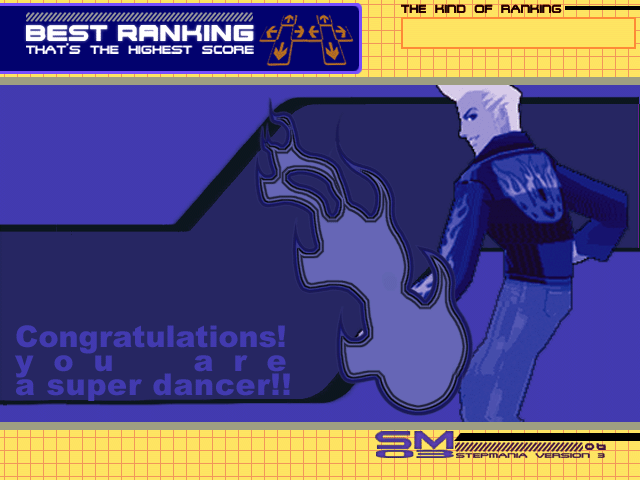 BEST RANKING
THAT'S THE HIGHEST SCORE
THE KIND OF RANKING
Congratulations!
you are
a super dancer!!
SM
03
STEPMANIA VERSION 3